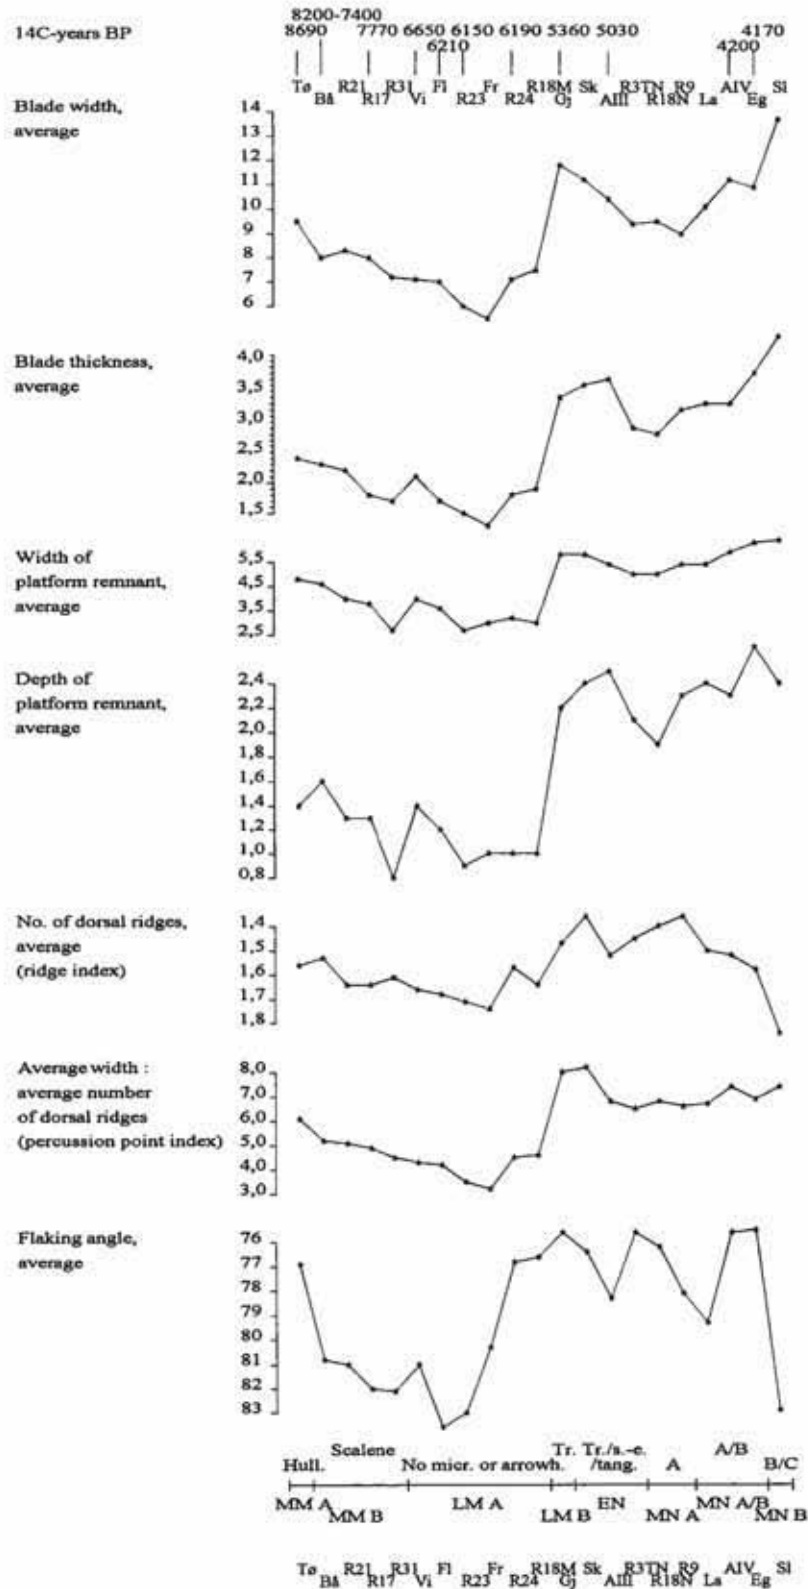 8200-7400
14C-years BP 8690 7770 6650 6150 6190 5360 5030 4170
6210 4200
Tø R21 R31 Fl Fr R18M Sk R3TN R9 AIV Sl
Bå R17 Vi R23 R24 Gj AIII R18N La Eg
Blade width,
average
14
13
12
11
10
9
8
7
6
Blade thickness,
average
4,0
3,5
3,0
2,5
2,0
1,5
Width of
platform remnant,
average
5,5
4,5
3,5
2,5
Depth of
platform remnant,
average
2,4
2,2
2,0
1,8
1,6
1,4
1,2
1,0
0,8
No. of dorsal ridges,
average
(ridge index)
1,4
1,5
1,6
1,7
1,8
Average width :
average number
of dorsal ridges
(percussion point index)
8,0
7,0
6,0
5,0
4,0
3,0
Flaking angle,
average
76
77
78
79
80
81
82
83
Scalene Tr. Tr./s.-e. A/B
Hull. No micr. or arrowh. /tang. A B/C
MM A LM A EN MN A/B
MM B LM B MN A MN B
Tø R21 R31 Fl Fr R18M Sk R3TN R9 AIV Sl
Bå R17 Vi R23 R24 Gj AIII R18N La Eg